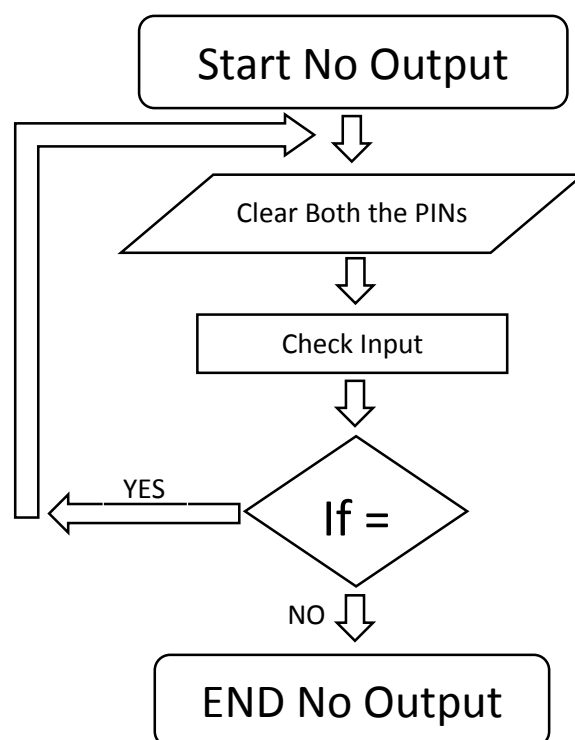 Start No Output
Clear Both the PINs
Check Input
YES
If =
NO
END No Output